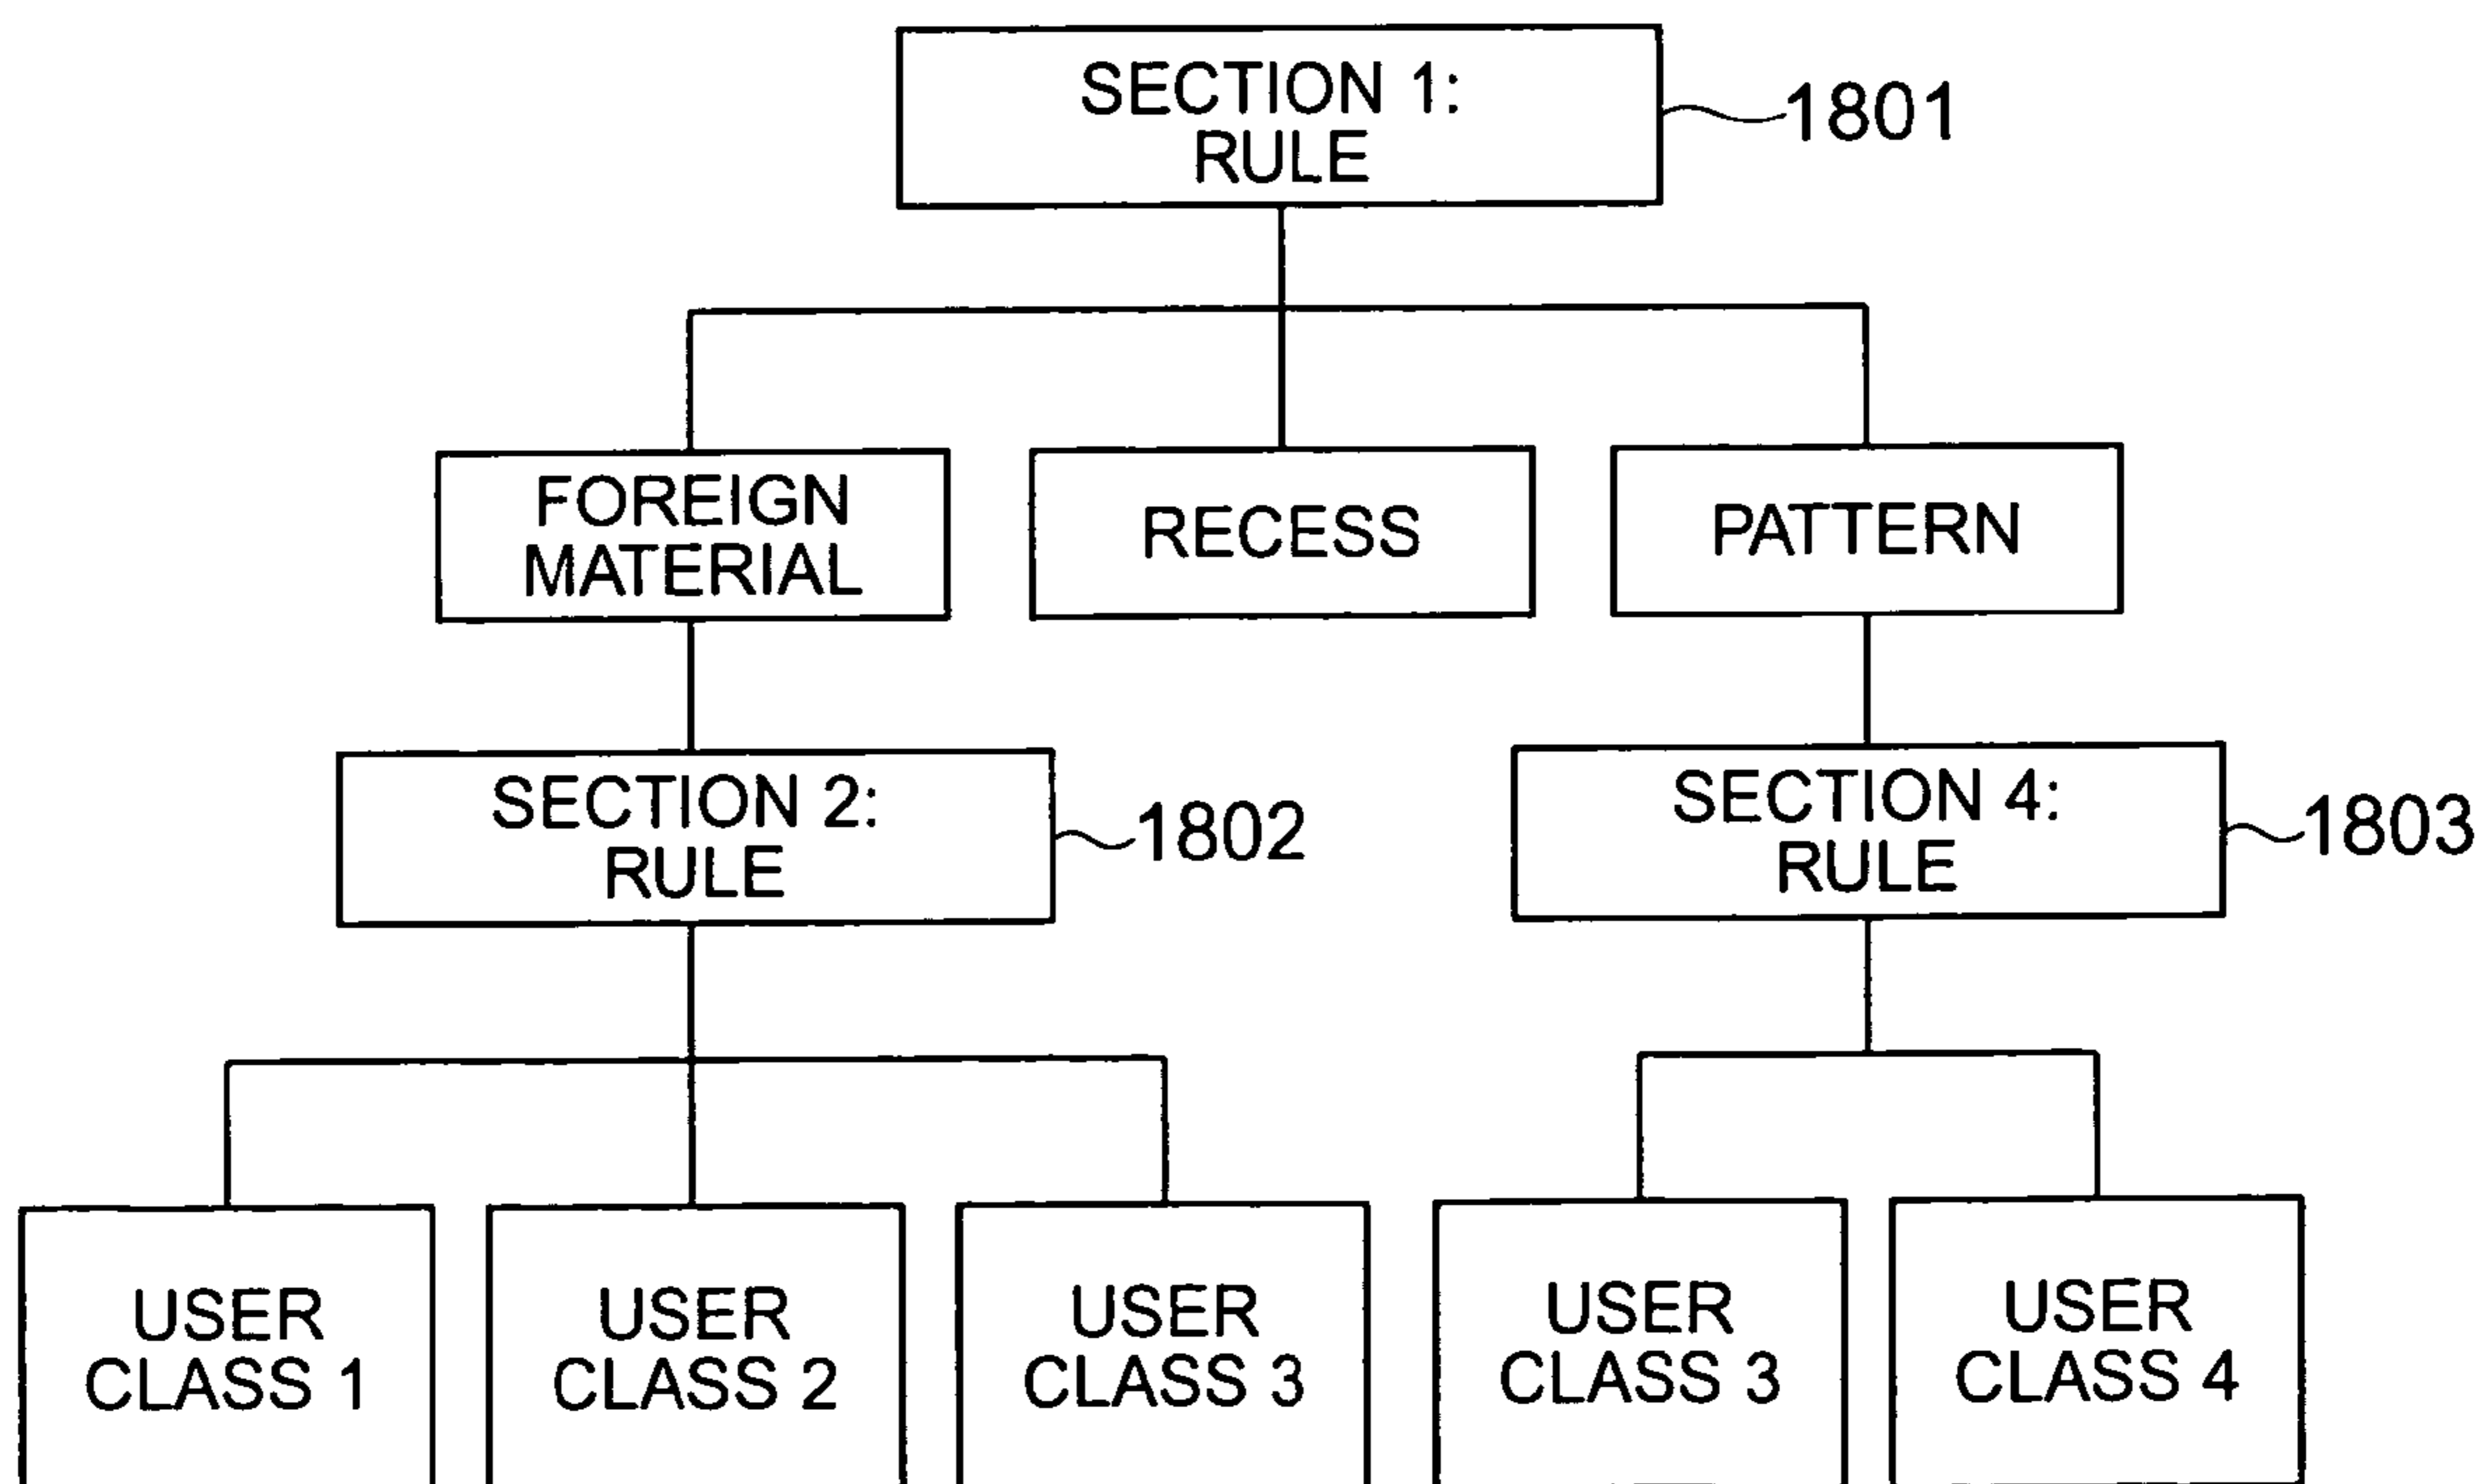 SECTION 1:
RULE
1801
FOREIGN
MATERIAL
RECESS
PATTERN
SECTION 2:
RULE
1802
SECTION 4:
RULE
1803
USER
CLASS 1
USER
CLASS 2
USER
CLASS 3
USER
CLASS 3
USER
CLASS 4